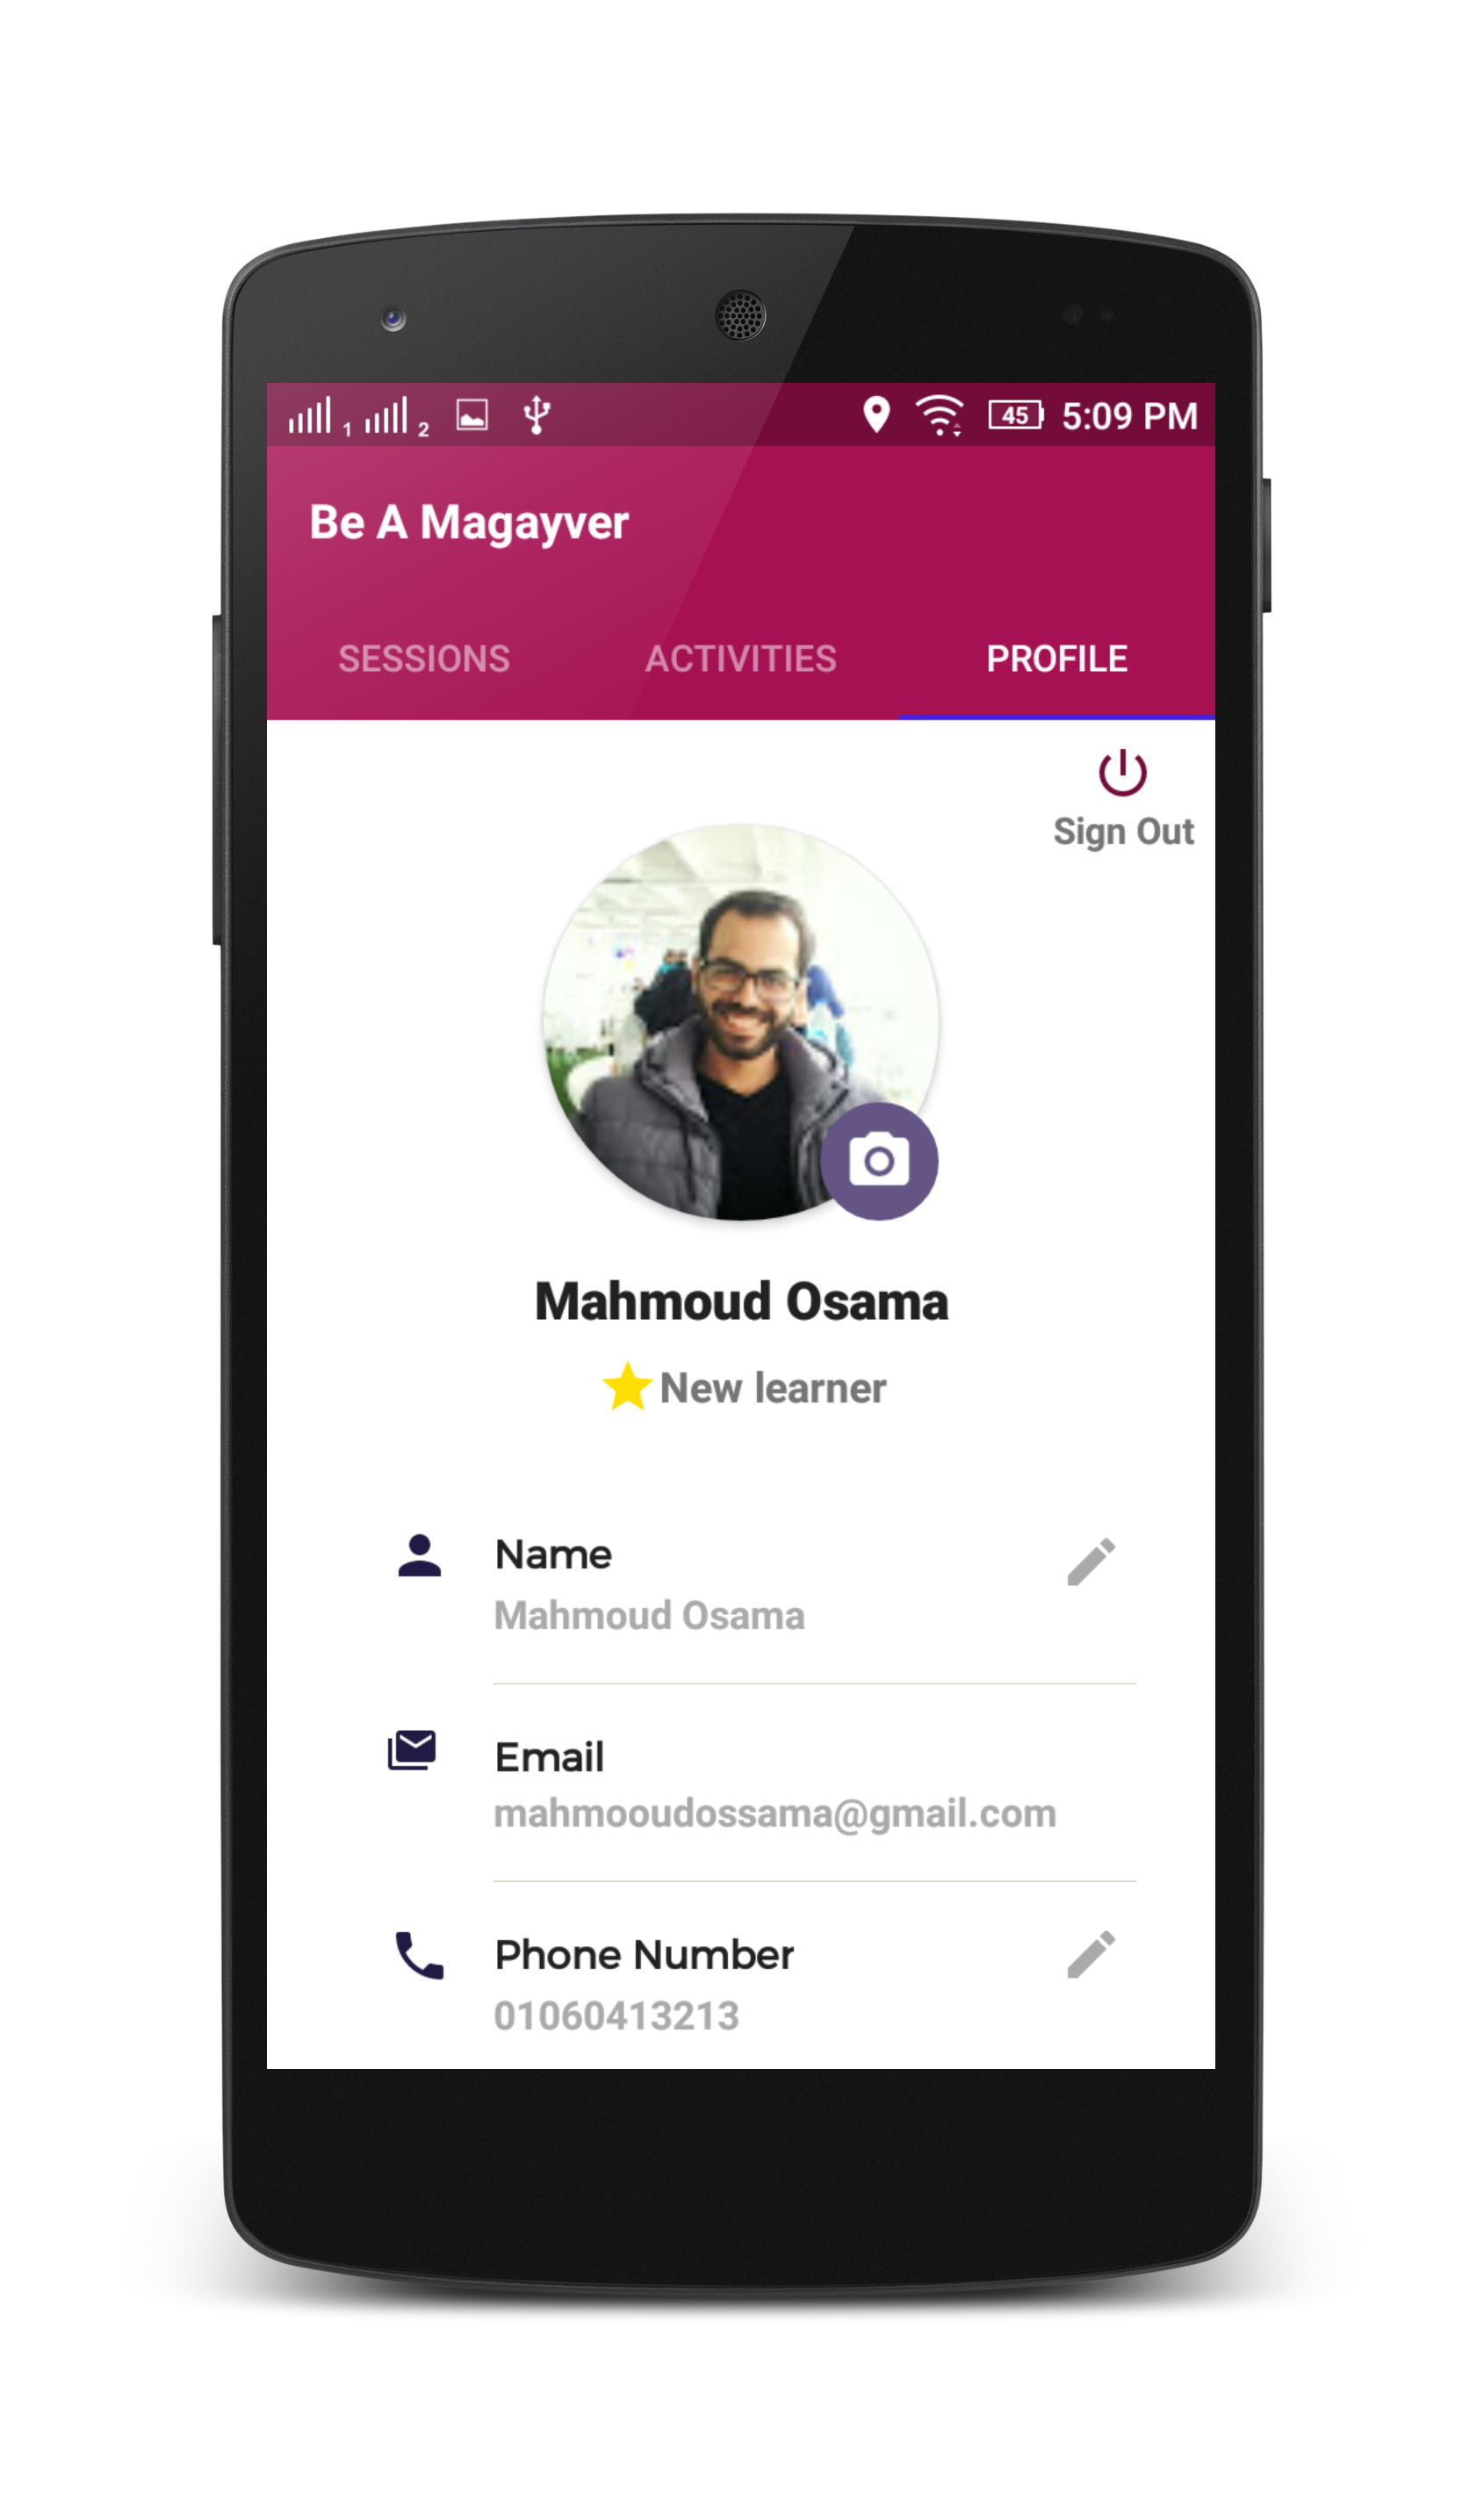 1 2 45 5:09 PM
Be A Magayver
SESSIONS ACTIVITIES PROFILE
Sign Out
Mahmoud Osama
New learner
Name
Mahmoud Osama
Email
mahmooudossama@gmail.com
Phone Number
01060413213